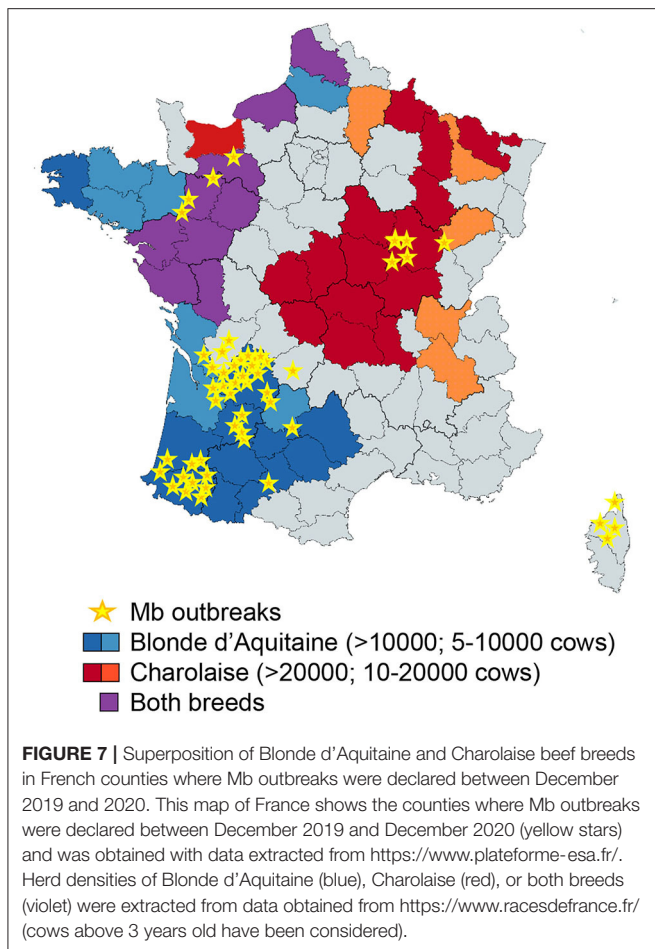 Mb outbreaks
Blonde d'Aquitaine (>10000; 5-10000 cows)
Charolaise (>20000; 10-20000 cows)
Both breeds
FIGURE 7 | Superposition of Blonde d'Aquitaine and Charolaise beef breeds
in French counties where Mb outbreaks were declared between December
2019 and 2020. This map of France shows the counties where Mb outbreaks
were declared between December 2019 and December 2020 (yellow stars)
and was obtained with data extracted from https://www.plateforme-esa.fr/.
Herd densities of Blonde d'Aquitaine (blue), Charolaise (red), or both breeds
(violet) were extracted from data obtained from https://www.racesdefrance.fr/
(cows above 3 years old have been considered).